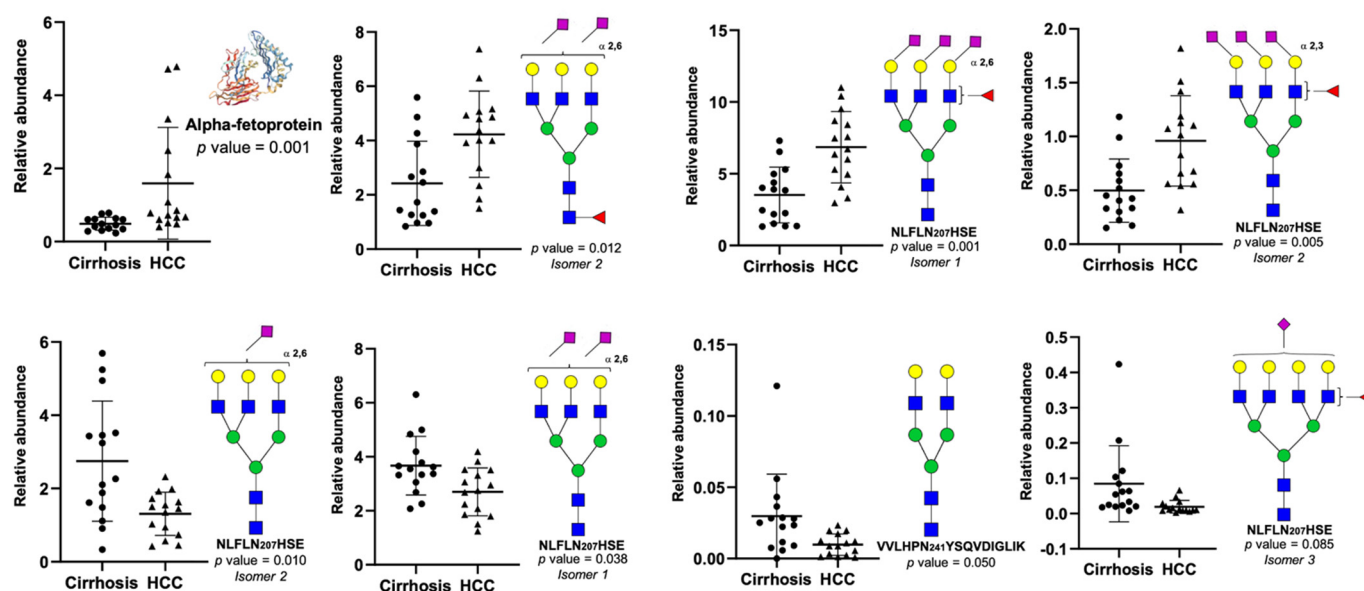 Relative abundance
6
4
2
0
Alpha-fetoprotein
p value = 0.001
Cirrhosis HCC
Relative abundance
8
6
4
2
0
α 2,6
p value = 0.012
Isomer 2
Cirrhosis HCC
Relative abundance
15
10
5
0
α 2,6
NLFLN207HSE
p value = 0.001
Isomer 1
Cirrhosis HCC
Relative abundance
2.0
1.5
1.0
0.5
0.0
α 2,3
NLFLN207HSE
p value = 0.005
Isomer 2
Cirrhosis HCC
Relative abundance
6
4
2
0
α 2,6
NLFLN207HSE
p value = 0.010
Isomer 2
Cirrhosis HCC
Relative abundance
8
6
4
2
0
α 2,6
NLFLN207HSE
p value = 0.038
Isomer 1
Cirrhosis HCC
Relative abundance
0.15
0.10
0.05
0.00
VVLHPN241YSQVDIGLIK
p value = 0.050
Cirrhosis HCC
Relative abundance
0.5
0.4
0.3
0.2
0.1
0.0
-0.1
NLFLN207HSE
p value = 0.085
Isomer 3
Cirrhosis HCC